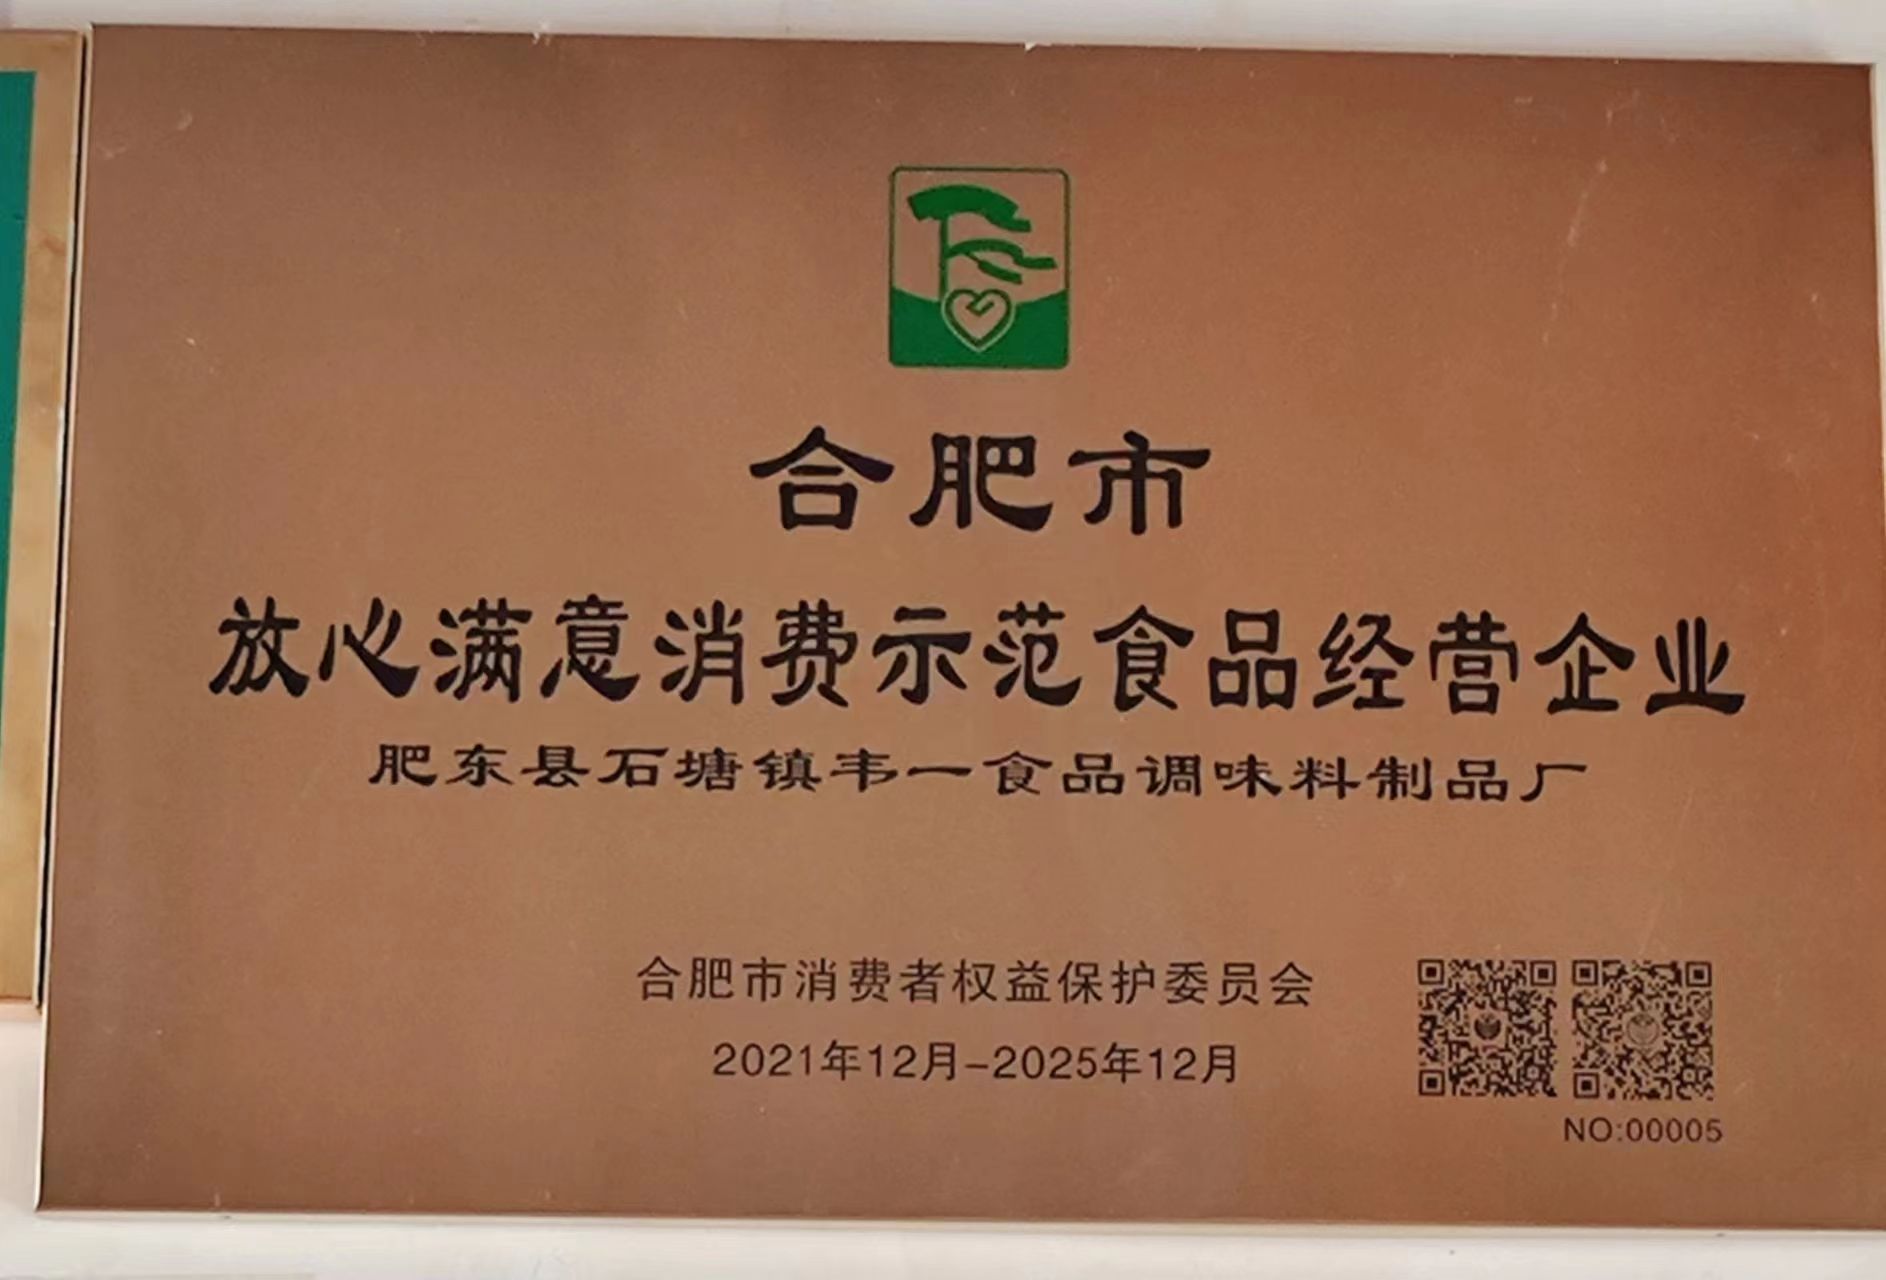 合肥市
放心满意消费示范食品经营企业
肥东县石塘镇韦一食品调味料制品厂
合肥市消费者权益保护委员会
2021年12月-2025年12月
NO:00005